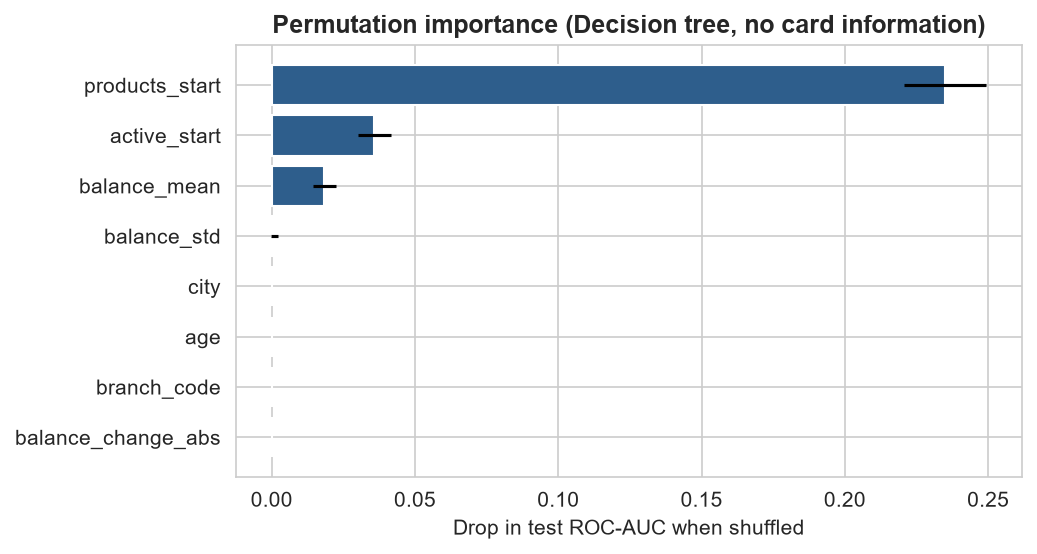 Permutation importance (Decision tree, no card information)
products_start
active_start
balance_mean
balance_std
city
age
branch_code
balance_change_abs
0.00 0.05 0.10 0.15 0.20 0.25
Drop in test ROC-AUC when shuffled